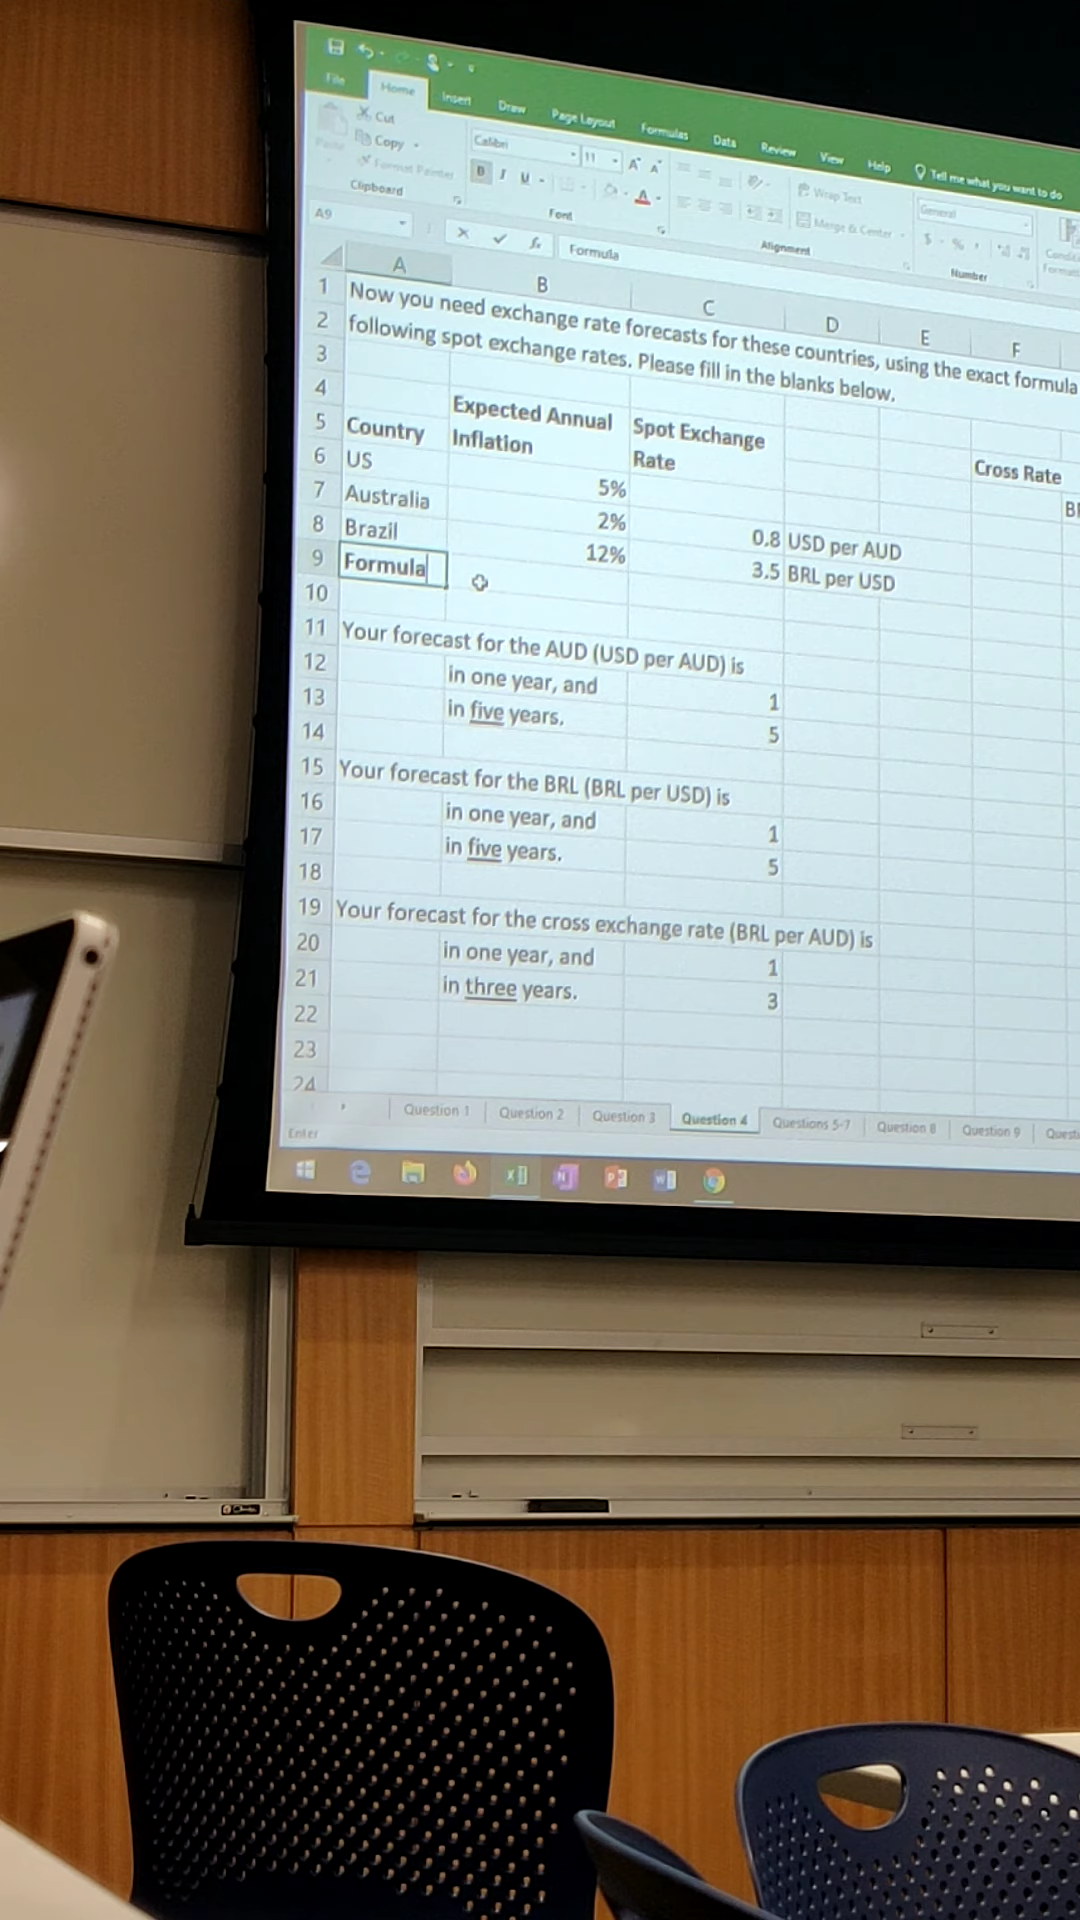 File Home Insert Draw Page Layout Formulas Data Review View Help Tell me what you want to do
Cut
Copy
Format Painter
Clipboard
Calibri 11
B I U
Font
Wrap Text
Merge & Center
Alignment
General
$ % ,
Number
A9 Formula
A B C D E F
1 Now you need exchange rate forecasts for these countries, using the exact formula
2 following spot exchange rates. Please fill in the blanks below.
3
4
5 Country Expected Annual Inflation Spot Exchange Rate Cross Rate
6 US 5%
7 Australia 2% 0.8 USD per AUD
8 Brazil 12% 3.5 BRL per USD
9 Formula
10
11 Your forecast for the AUD (USD per AUD) is
12 in one year, and 1
13 in five years. 5
14
15 Your forecast for the BRL (BRL per USD) is
16 in one year, and 1
17 in five years. 5
18
19 Your forecast for the cross exchange rate (BRL per AUD) is
20 in one year, and 1
21 in three years. 3
22
23
24
Question 1 Question 2 Question 3 Question 4 Questions 5-7 Question 8 Question 9
Enter